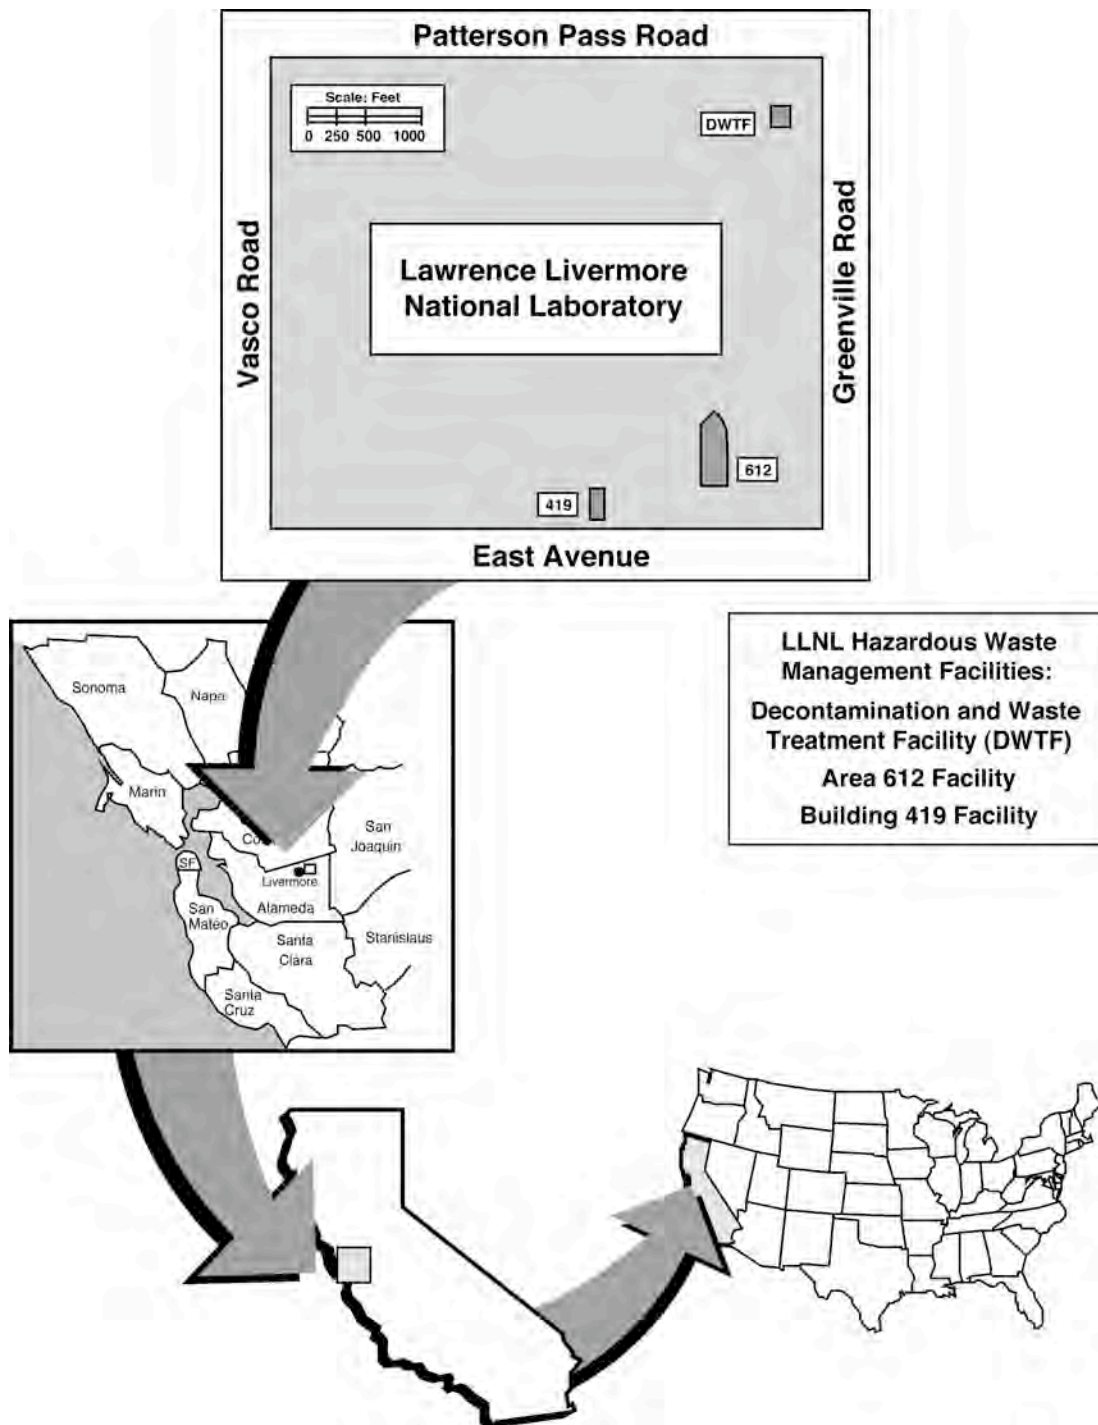 Patterson Pass Road
Scale: Feet
0 250 500 1000
DWTF
Vasco Road
Lawrence Livermore
National Laboratory
Greenville Road
612
419
East Avenue
LLNL Hazardous Waste
Management Facilities:
Decontamination and Waste
Treatment Facility (DWTF)
Area 612 Facility
Building 419 Facility
Sonoma
Napa
Marin
San
Joaquin
SF
Livermore
Alameda
San
Mateo
Santa
Clara
Stanislaus
Santa
Cruz